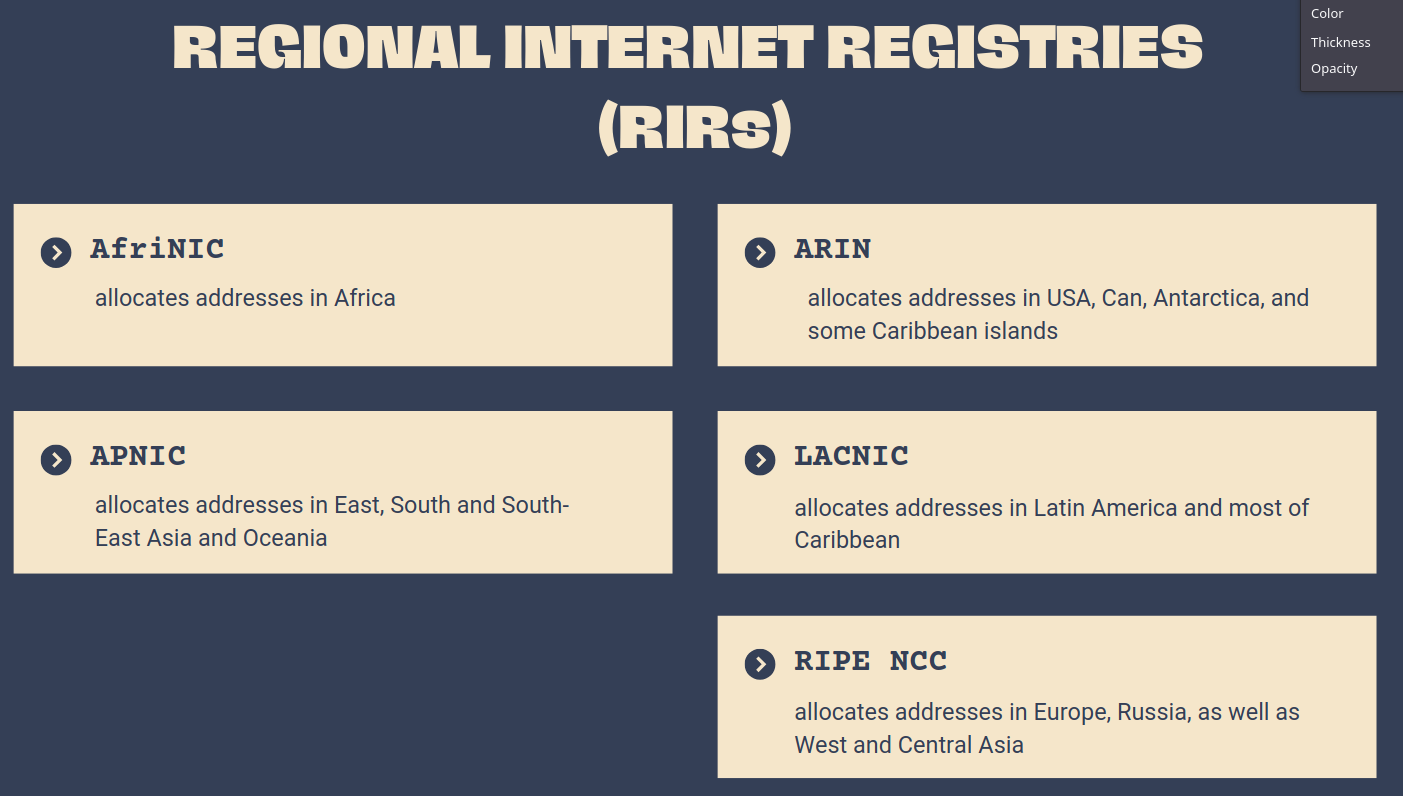 REGIONAL INTERNET REGISTRIES
(RIRs)
Color
Thickness
Opacity
AfriNIC
allocates addresses in Africa
ARIN
allocates addresses in USA, Can, Antarctica, and
some Caribbean islands
APNIC
allocates addresses in East, South and South-
East Asia and Oceania
LACNIC
allocates addresses in Latin America and most of
Caribbean
RIPE NCC
allocates addresses in Europe, Russia, as well as
West and Central Asia